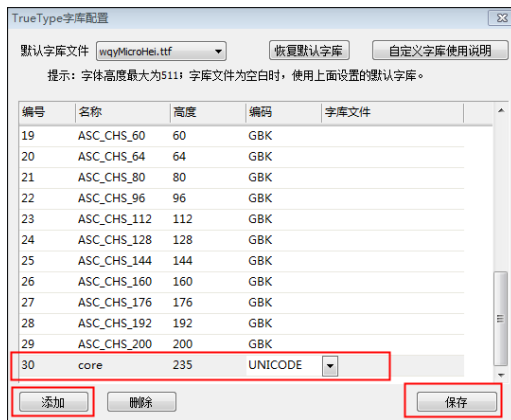 TrueType字库配置
默认字库文件 wqyMicroHei.ttf 恢复默认字库 自定义字库使用说明
提示：字体高度最大为511；字库文件为空白时，使用上面设置的默认字库。
编号 名称 高度 编码 字库文件
19 ASC_CHS_60 60 GBK
20 ASC_CHS_64 64 GBK
21 ASC_CHS_80 80 GBK
22 ASC_CHS_96 96 GBK
23 ASC_CHS_112 112 GBK
24 ASC_CHS_128 128 GBK
25 ASC_CHS_144 144 GBK
26 ASC_CHS_160 160 GBK
27 ASC_CHS_176 176 GBK
28 ASC_CHS_192 192 GBK
29 ASC_CHS_200 200 GBK
30 core 235 UNICODE
添加 删除 保存